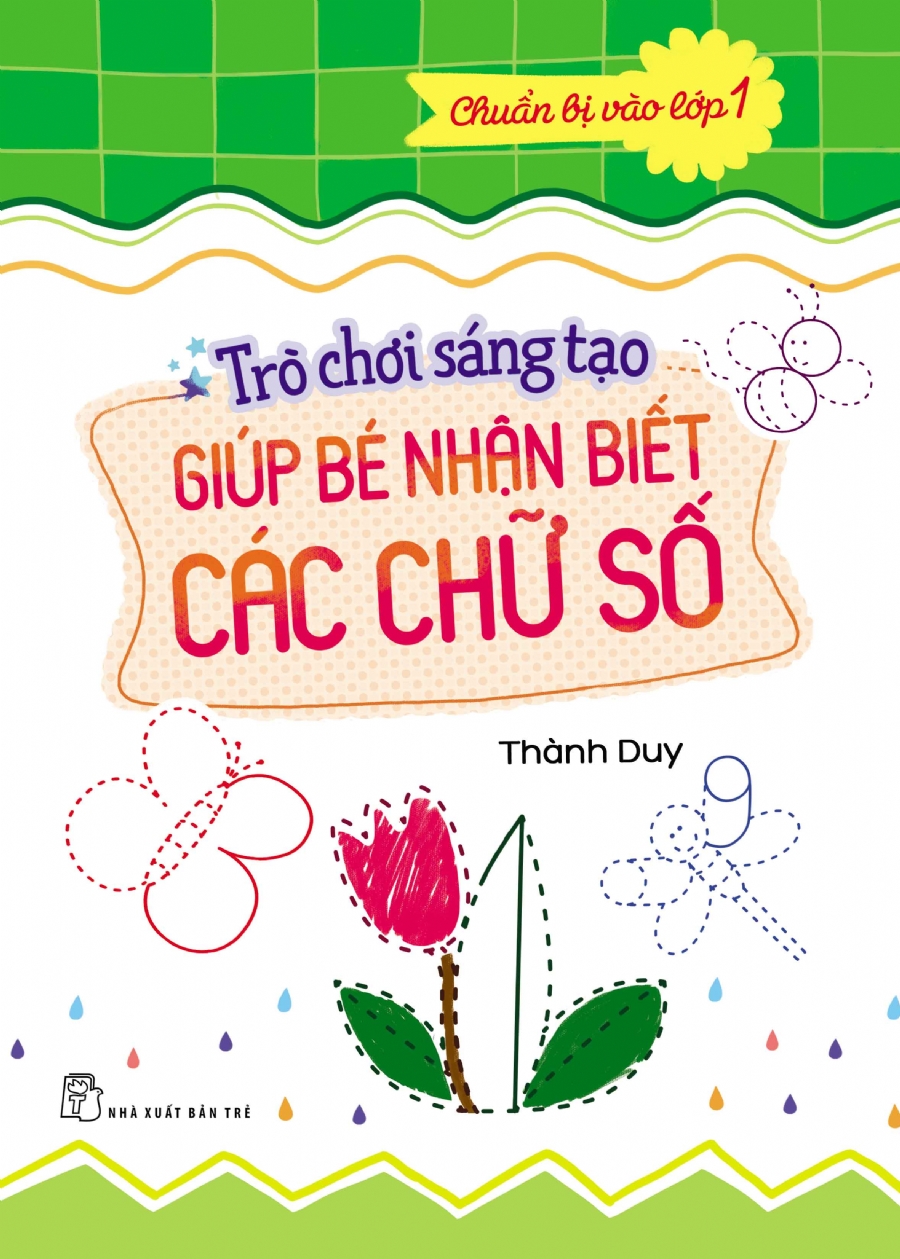 Chuẩn bị vào lớp 1
Trò chơi sáng tạo
GIÚP BÉ NHẬN BIẾT
CÁC CHỮ SỐ
Thành Duy
NHÀ XUẤT BẢN TRẺ